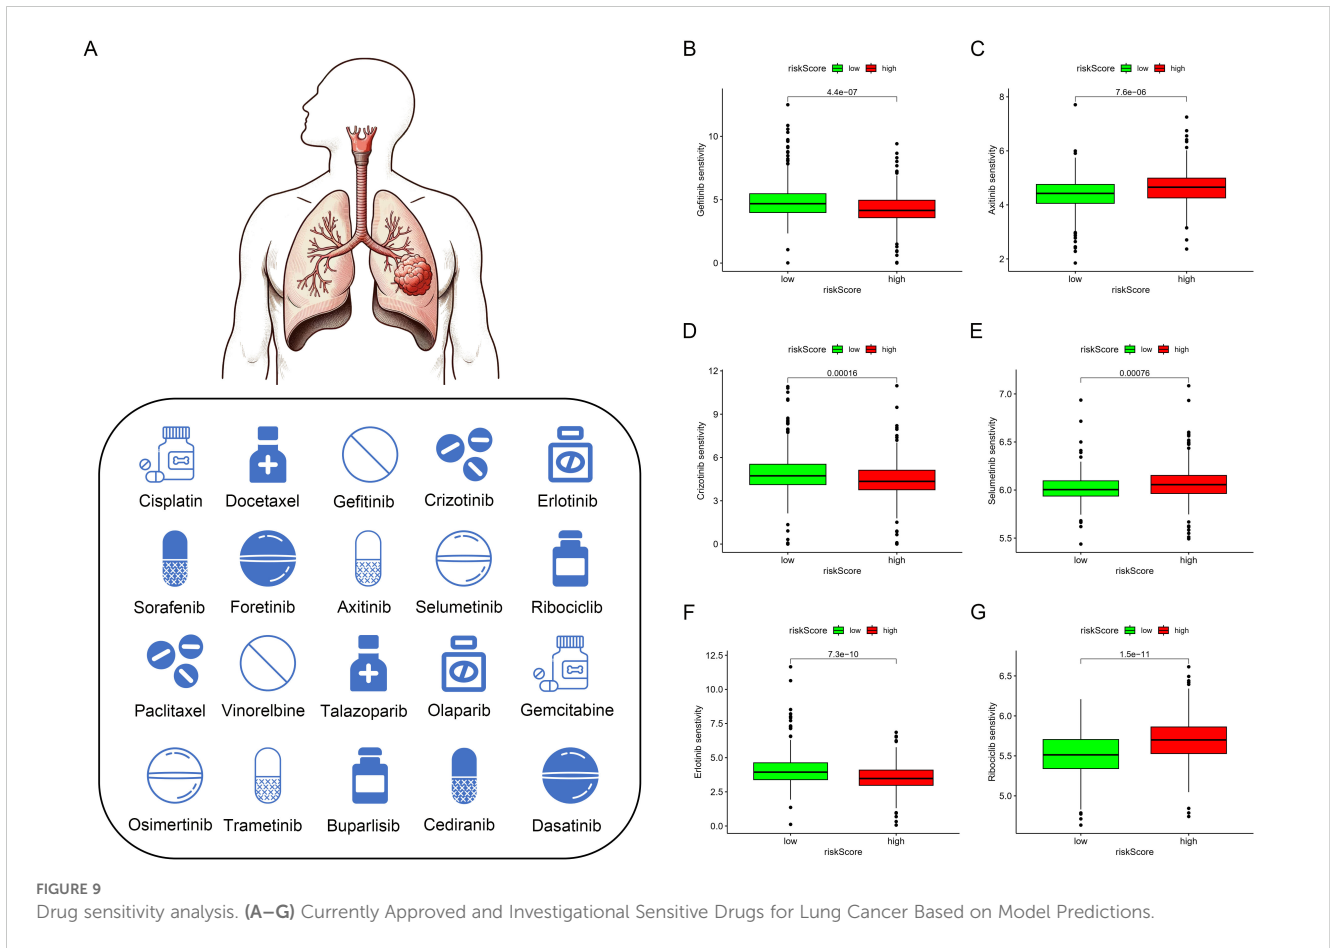 A
Cisplatin Docetaxel Gefitinib Crizotinib Erlotinib
Sorafenib Foretinib Axitinib Selumetinib Ribociclib
Paclitaxel Vinorelbine Talazoparib Olaparib Gemcitabine
Osimertinib Trametinib Buparlisib Cediranib Dasatinib
B
riskScore low high
4.4e−07
Gefitinib senstivity
10
5
0
low high
riskScore
C
riskScore low high
7.6e−06
Axitinib senstivity
8
6
4
2
low high
riskScore
D
riskScore low high
0.00016
Crizotinib senstivity
12
9
6
3
0
low high
riskScore
E
riskScore low high
0.00076
Selumetinib senstivity
7.0
6.5
6.0
5.5
low high
riskScore
F
riskScore low high
7.3e−10
Erlotinib senstivity
12.5
10.0
7.5
5.0
2.5
0.0
low high
riskScore
G
riskScore low high
1.5e−11
Ribociclib senstivity
6.5
6.0
5.5
5.0
low high
riskScore
FIGURE 9
Drug sensitivity analysis. (A–G) Currently Approved and Investigational Sensitive Drugs for Lung Cancer Based on Model Predictions.